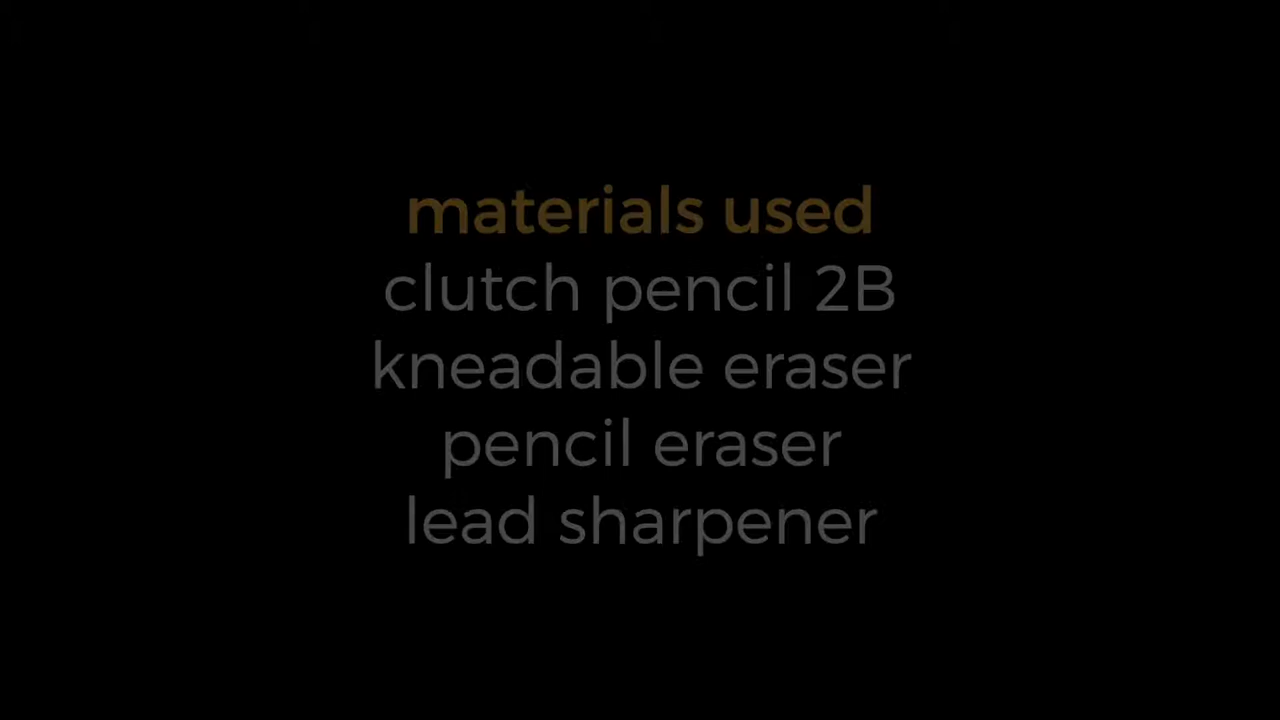 materials used
clutch pencil 2B
kneadable eraser
pencil eraser
lead sharpener